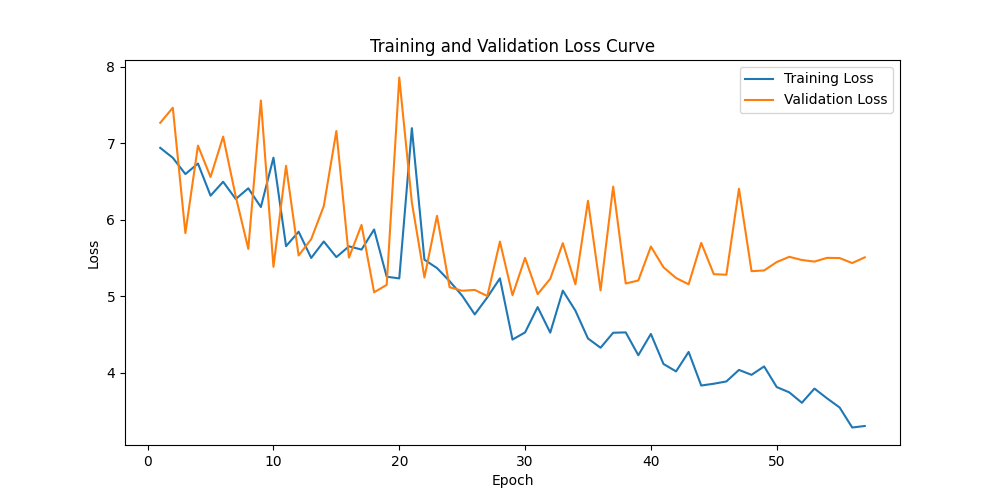 Training and Validation Loss Curve
8
7
6
5
4
Loss
Training Loss
Validation Loss
0 10 20 30 40 50
Epoch